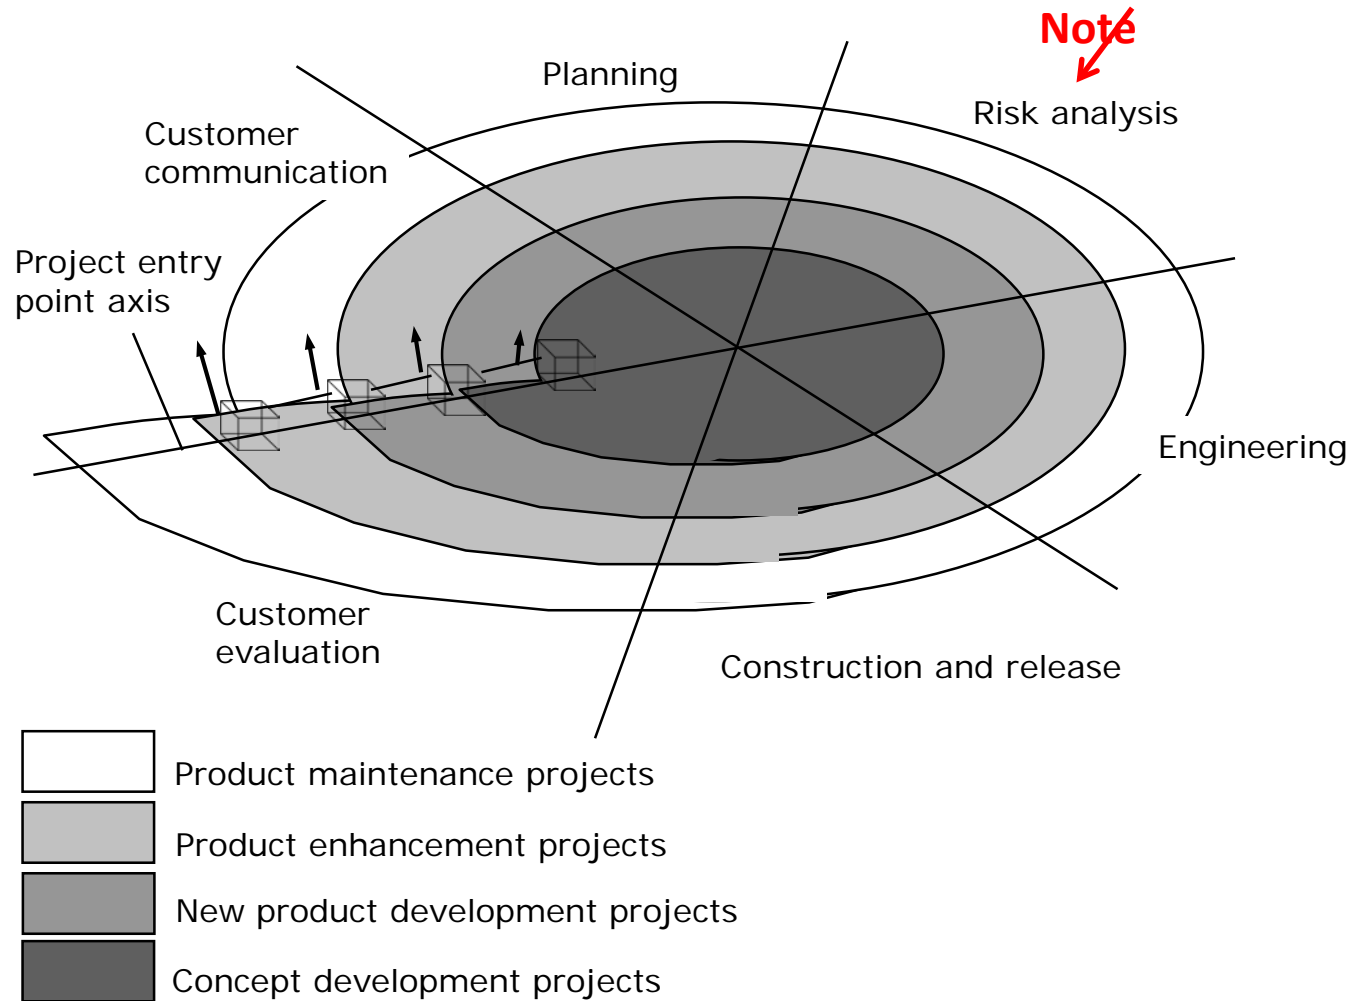 Note
Planning
Risk analysis
Customer
communication
Project entry
point axis
Engineering
Customer
evaluation
Construction and release
Product maintenance projects
Product enhancement projects
New product development projects
Concept development projects